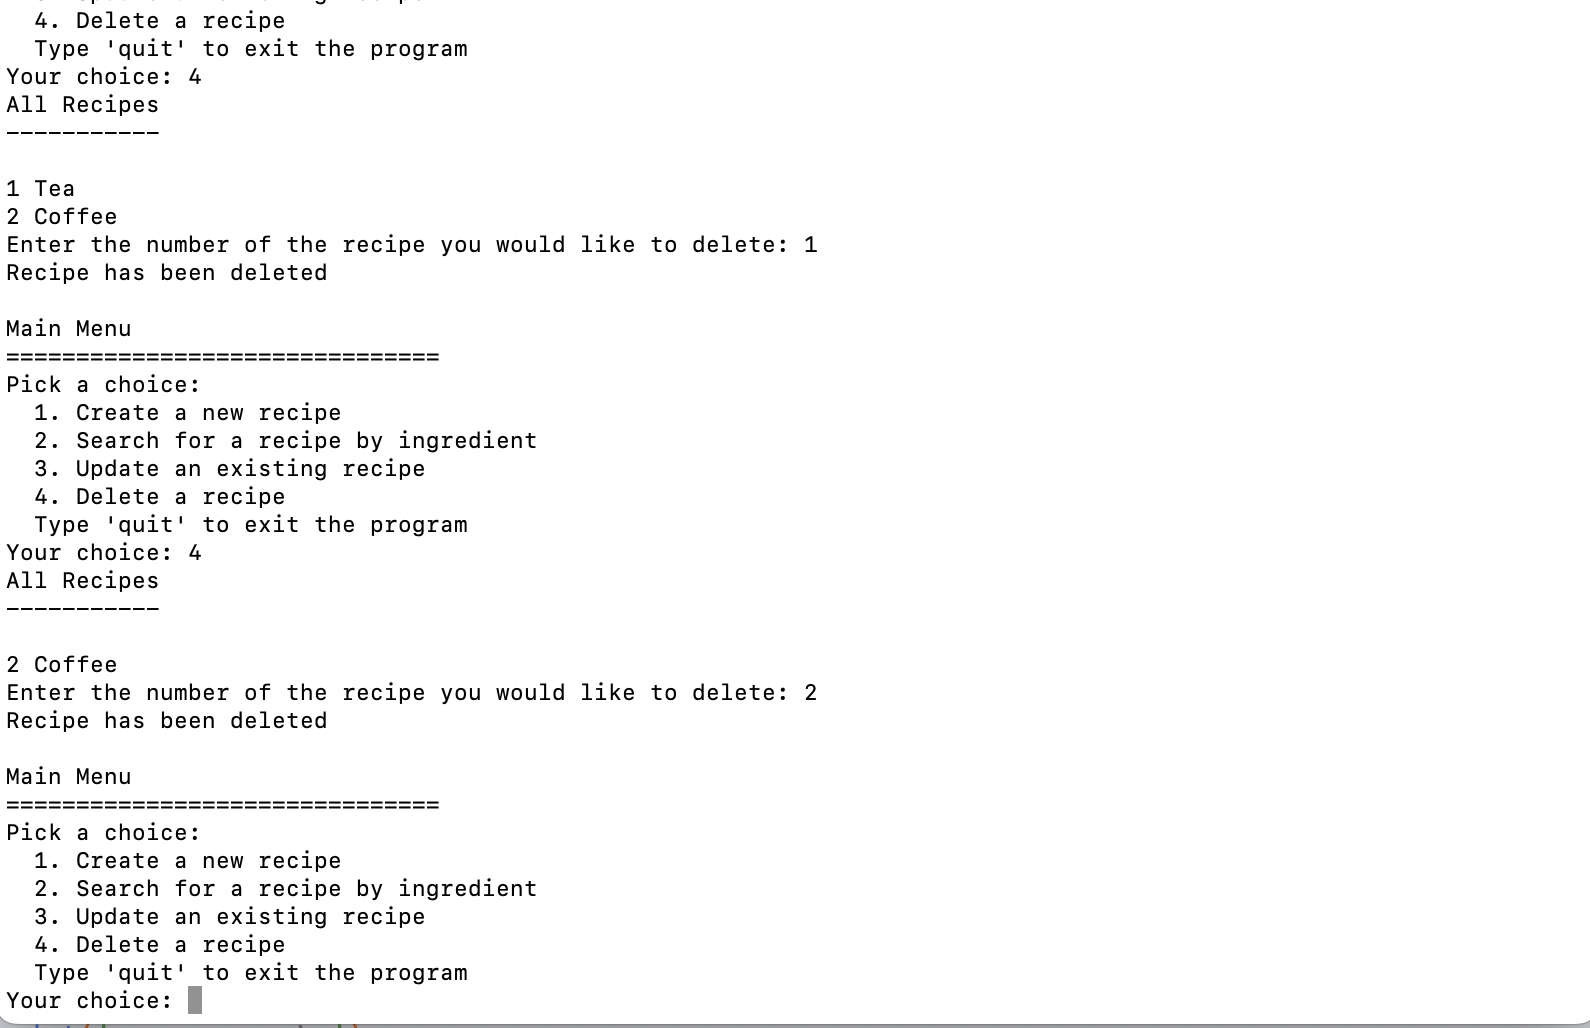 4. Delete a recipe
Type 'quit' to exit the program
Your choice: 4
All Recipes
-----------
1 Tea
2 Coffee
Enter the number of the recipe you would like to delete: 1
Recipe has been deleted
Main Menu
===============================
Pick a choice:
1. Create a new recipe
2. Search for a recipe by ingredient
3. Update an existing recipe
4. Delete a recipe
Type 'quit' to exit the program
Your choice: 4
All Recipes
-----------
2 Coffee
Enter the number of the recipe you would like to delete: 2
Recipe has been deleted
Main Menu
===============================
Pick a choice:
1. Create a new recipe
2. Search for a recipe by ingredient
3. Update an existing recipe
4. Delete a recipe
Type 'quit' to exit the program
Your choice: